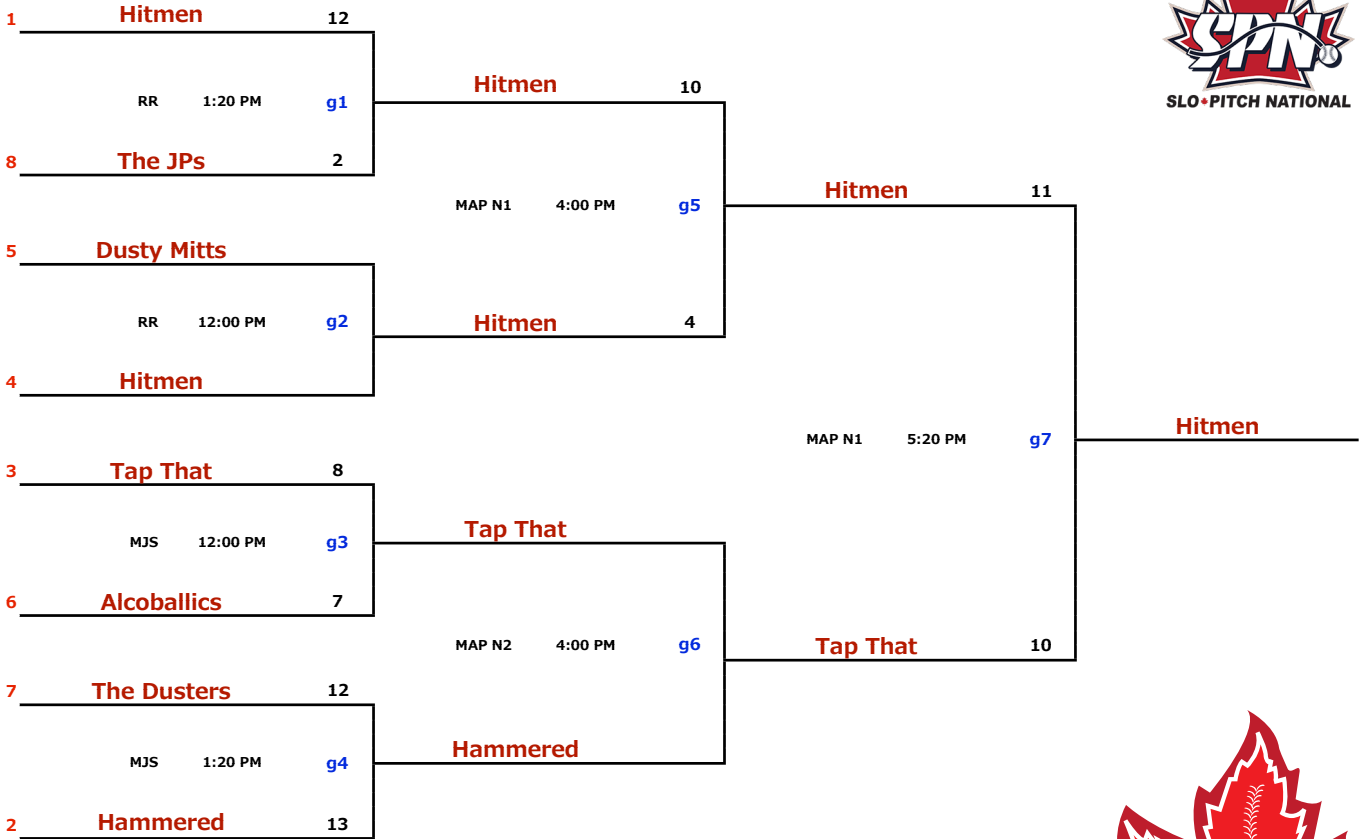 1 Hitmen 12
SPN
SLO PITCH NATIONAL
Hitmen 10
RR 1:20 PM g1
8 The JPs 2
Hitmen 11
MAP N1 4:00 PM g5
5 Dusty Mitts
RR 12:00 PM g2
Hitmen 4
4 Hitmen
Hitmen
MAP N1 5:20 PM g7
3 Tap That 8
Tap That
MJS 12:00 PM g3
6 Alcoballics 7
MAP N2 4:00 PM g6
Tap That 10
7 The Dusters 12
Hammered
MJS 1:20 PM g4
2 Hammered 13